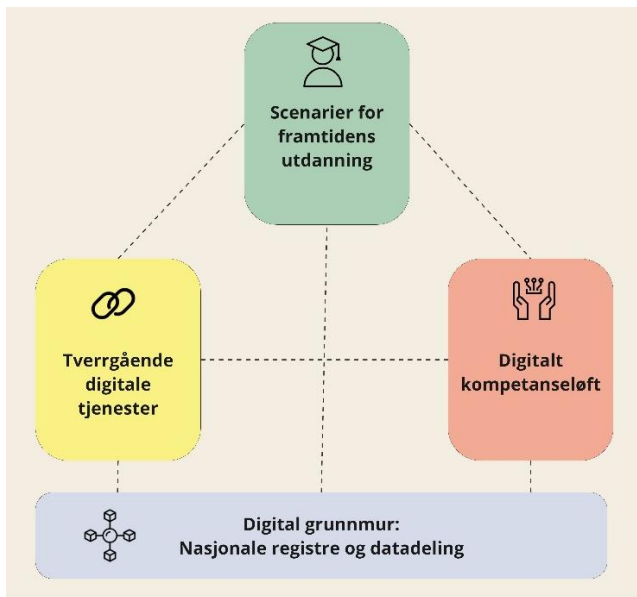 Scenarier for
framtidens
utdanning
Tverrgående
digitale
tjenester
Digitalt
kompetanseløft
Digital grunnmur:
Nasjonale registre og datadeling